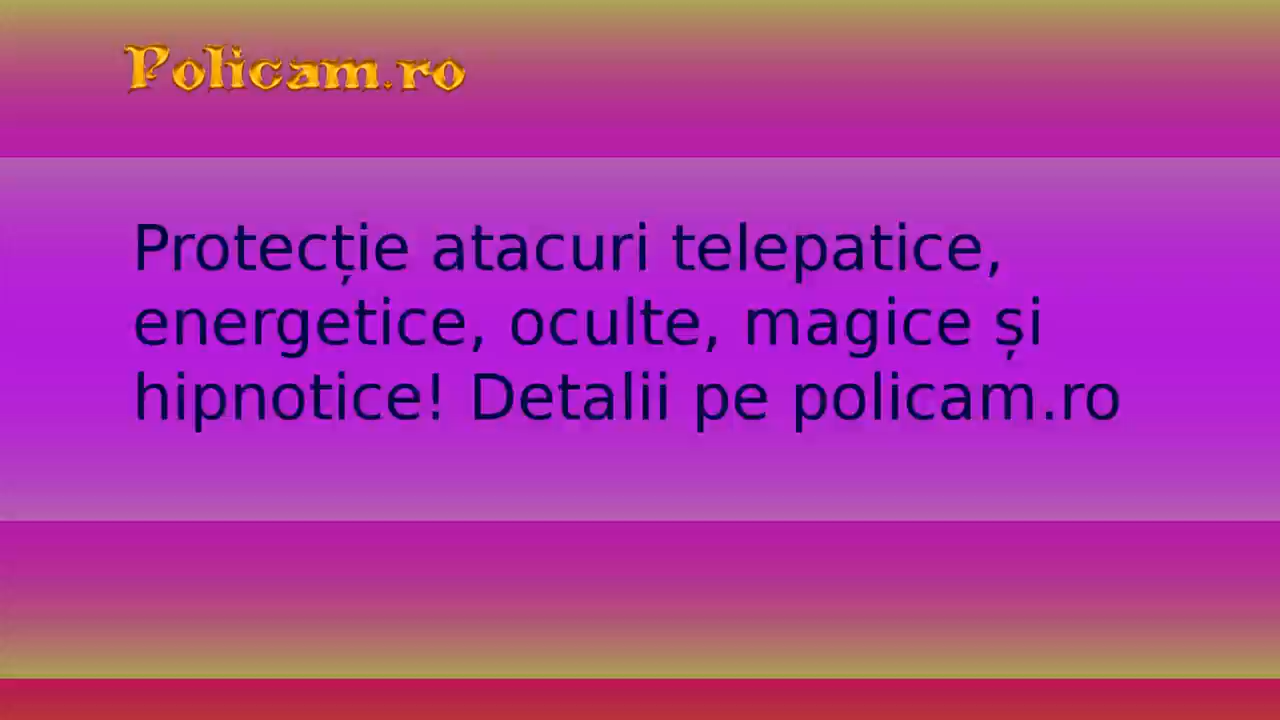 Policam.ro
Protecție atacuri telepatice,
energetice, oculte, magice și
hipnotice! Detalii pe policam.ro